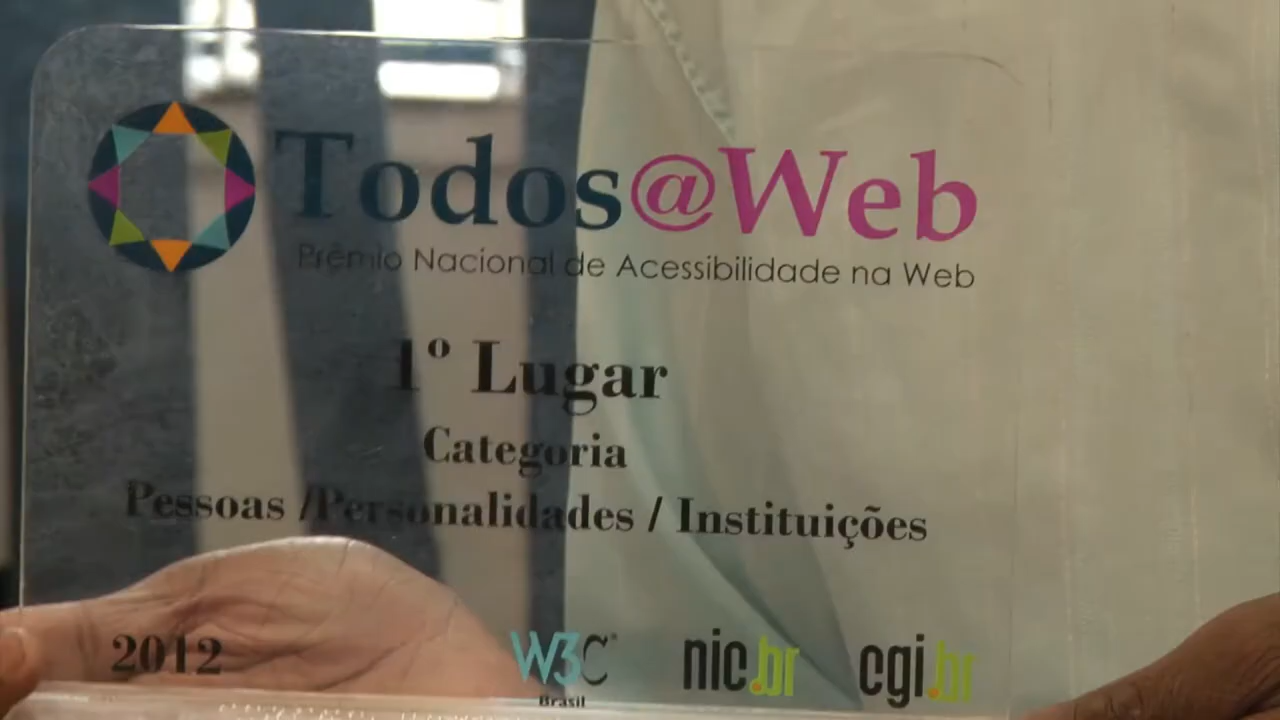 Todos@Web
Prêmio Nacional de Acessibilidade na Web
1º Lugar
Categoria
Pessoas /Personalidades / Instituições
2012
W3C®
Brasil
nic.br
cgi.br